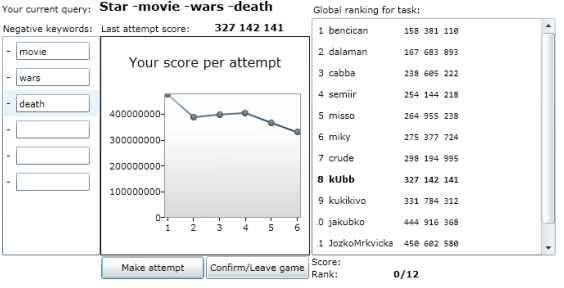 Your current query: Star -movie -wars -death
Negative keywords: Last attempt score: 327 142 141
- movie
- wars
- death
-
-
-
Your score per attempt
400000000
300000000
200000000
100000000
0
1 2 3 4 5 6
Make attempt Confirm/Leave game
Global ranking for task:
1 bencican 158 381 110
2 dalaman 167 683 893
3 cabba 238 605 222
4 semiir 254 144 218
5 misso 264 955 238
6 miky 275 377 724
7 crude 298 194 995
8 kUbb 327 142 141
9 kukikivo 331 784 312
.0 jakubko 444 916 368
.1 JozkoMrkvicka 450 602 580
Score:
Rank: 0/12